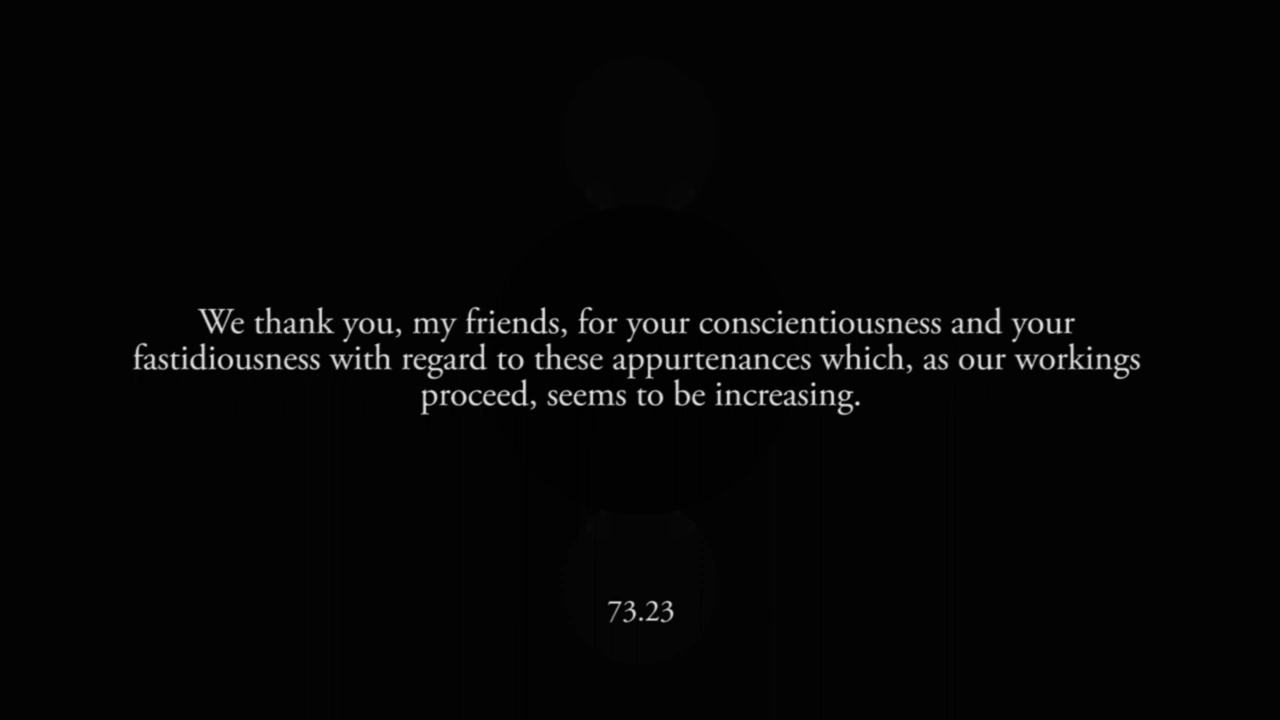 We thank you, my friends, for your conscientiousness and your
fastidiousness with regard to these appurtenances which, as our workings
proceed, seems to be increasing.
73.23